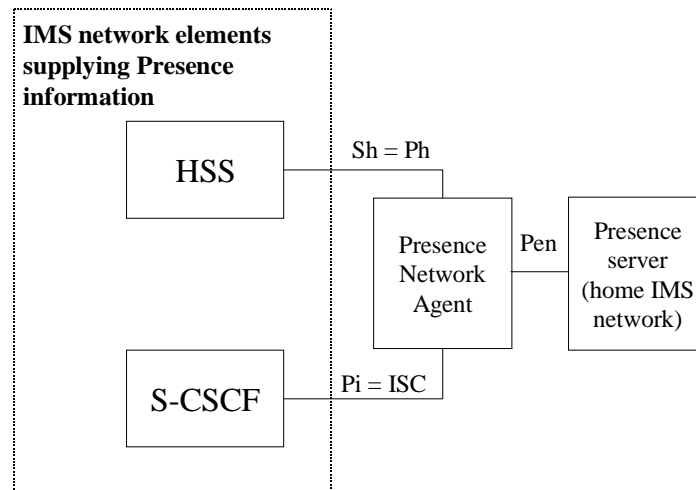 IMS network elements
supplying Presence
information
HSS
Sh = Ph
Presence
Network
Agent
Pen
Presence
server
(home IMS
network)
S-CSCF
Pi = ISC